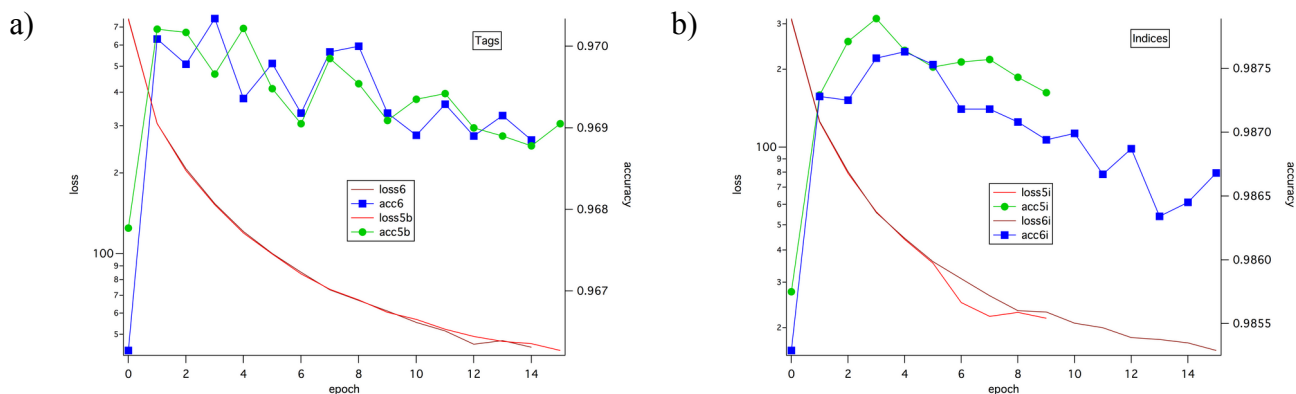 a)
Tags
7
6
5
4
3
2
100
9
8
7
6
5
loss
0.970
0.969
0.968
0.967
accuracy
loss6
acc6
loss5b
acc5b
0 2 4 6 8 10 12 14
epoch
b)
Indices
3
2
100
9
8
7
6
5
4
3
2
loss
0.9875
0.9870
0.9865
0.9860
0.9855
accuracy
loss5i
acc5i
loss6i
acc6i
0 2 4 6 8 10 12 14
epoch